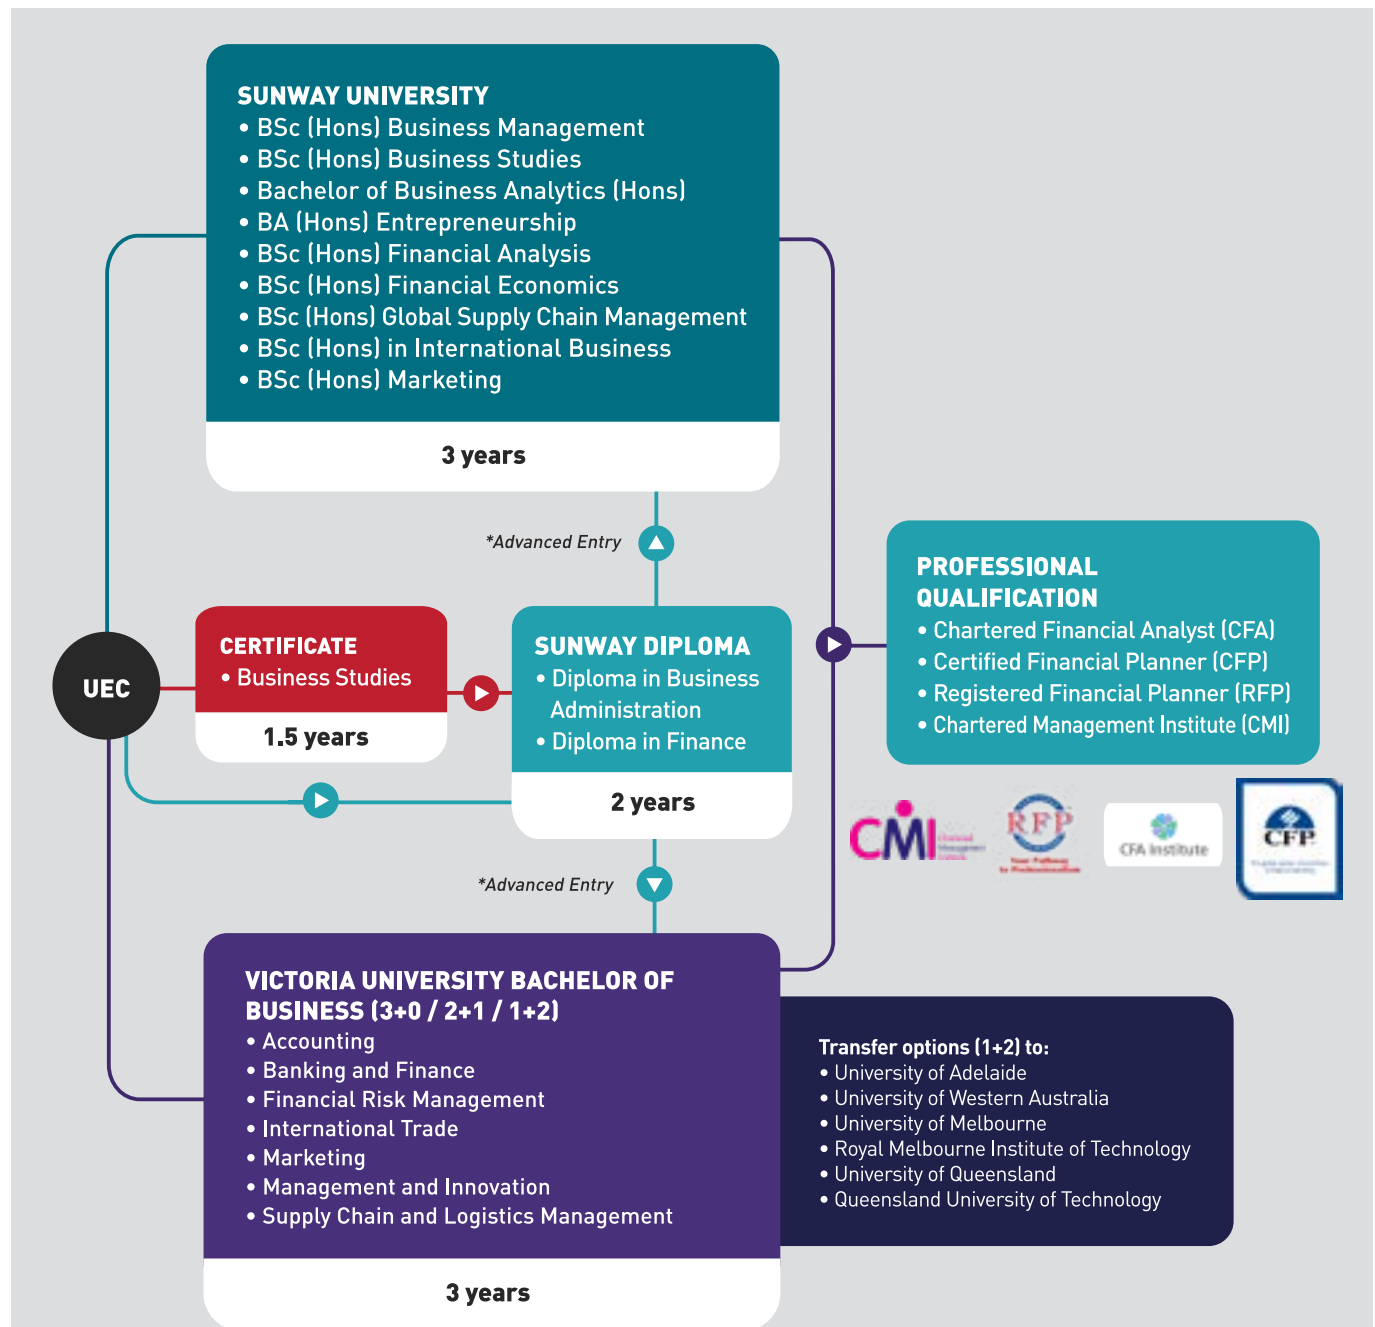 SUNWAY UNIVERSITY
• BSc (Hons) Business Management
• BSc (Hons) Business Studies
• Bachelor of Business Analytics (Hons)
• BA (Hons) Entrepreneurship
• BSc (Hons) Financial Analysis
• BSc (Hons) Financial Economics
• BSc (Hons) Global Supply Chain Management
• BSc (Hons) in International Business
• BSc (Hons) Marketing
3 years
*Advanced Entry
UEC
CERTIFICATE
• Business Studies
1.5 years
SUNWAY DIPLOMA
• Diploma in Business
Administration
• Diploma in Finance
2 years
*Advanced Entry
PROFESSIONAL
QUALIFICATION
• Chartered Financial Analyst (CFA)
• Certified Financial Planner (CFP)
• Registered Financial Planner (RFP)
• Chartered Management Institute (CMI)
CMI
Management
RFP
Your Pathway
to Professionalism
CFA Institute
CFP
VICTORIA UNIVERSITY BACHELOR OF
BUSINESS (3+0 / 2+1 / 1+2)
• Accounting
• Banking and Finance
• Financial Risk Management
• International Trade
• Marketing
• Management and Innovation
• Supply Chain and Logistics Management
3 years
Transfer options (1+2) to:
• University of Adelaide
• University of Western Australia
• University of Melbourne
• Royal Melbourne Institute of Technology
• University of Queensland
• Queensland University of Technology